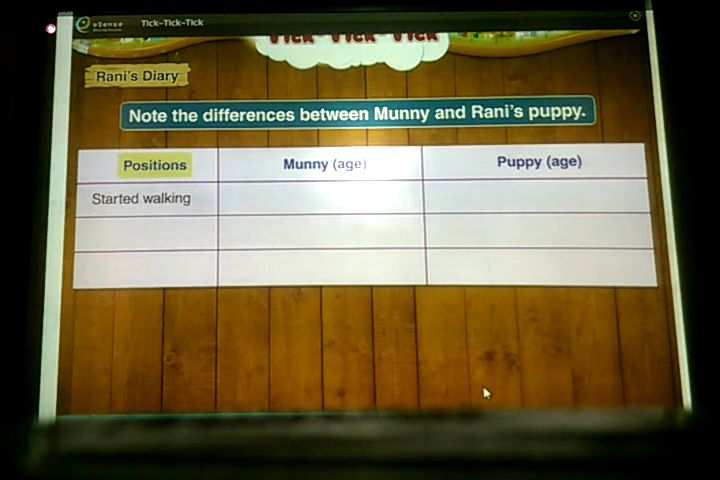 eSense
Tick-Tick-Tick
Tick-Tick-Tick
Rani's Diary
Note the differences between Munny and Rani's puppy.
Positions Munny (age) Puppy (age)
Started walking